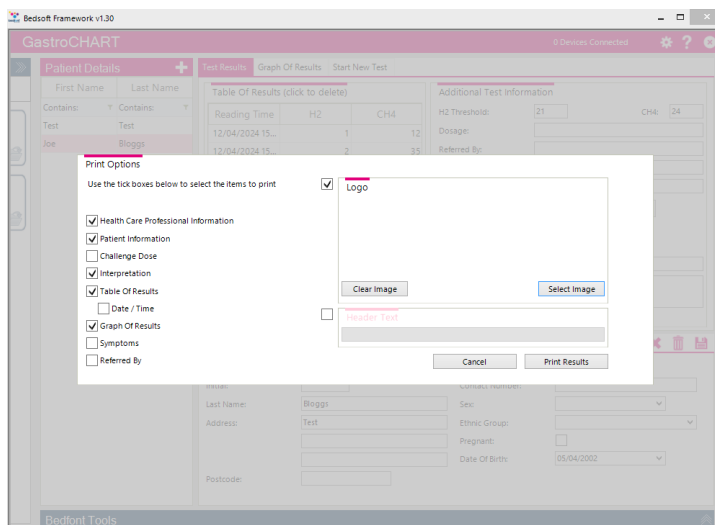 Bedsoft Framework v1.30
GastroCHART
0 Devices Connected
Patient Details
Test Results Graph Of Results Start New Test
First Name Last Name
Table Of Results (click to delete)
Additional Test Information
Contains: Contains:
Reading Time H2 CH4
H2 Threshold: 21 CH4: 24
Test Test
12/04/2024 15... 1 12
Dosage:
Joe Bloggs
12/04/2024 15... 2 35
Referred By:
Print Options
Use the tick boxes below to select the items to print
Logo
Health Care Professional Information
Patient Information
Challenge Dose
Interpretation
Table Of Results
Date / Time
Graph Of Results
Symptoms
Referred By
Clear Image Select Image
Header Text
Cancel Print Results
Initial:
Contact Number:
Last Name: Bloggs
Sex:
Address: Test
Ethnic Group:
Pregnant:
Date Of Birth: 05/04/2002
Postcode:
Bedfont Tools